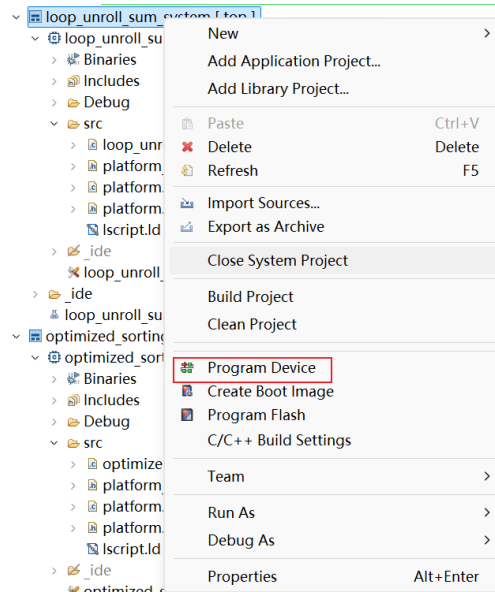 loop_unroll_sum_system [ top ]
loop_unroll_su
New
Binaries
Add Application Project...
Includes
Add Library Project...
Debug
src
Paste Ctrl+V
loop_unr
Delete Delete
platform_
Refresh F5
platform.
platform.
Import Sources...
lscript.ld
Export as Archive
_ide
Close System Project
loop_unroll_
_ide
Build Project
loop_unroll_su
Clean Project
optimized_sorting
optimized_sort
Program Device
Binaries
Create Boot Image
Includes
Program Flash
Debug
C/C++ Build Settings
src
optimize
Team
platform_
platform.
Run As
platform.
Debug As
lscript.ld
_ide
Properties Alt+Enter
optimized_s